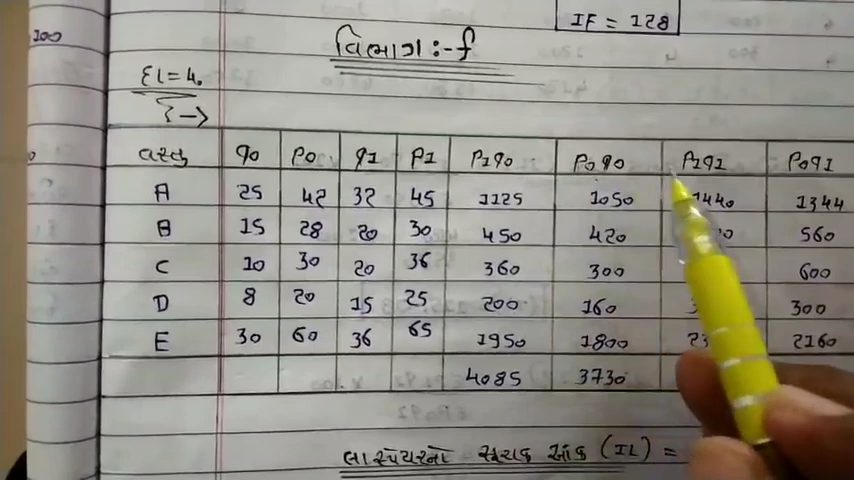 IF = 128
વિભાગ :- f
દા = 4.
{ →
વસ્તુ q0 P0 q1 P1 P1q0 P0q0 P1q1 P0q1
A 25 42 32 45 1125 1050 1440 1344
B 15 28 20 30 450 420 560
C 10 30 20 36 360 300 600
D 8 20 15 25 200 160 300
E 30 60 36 65 1950 1800 2160
4085 3730
લાસ્પેયરનો સૂચક આંક (IL) =